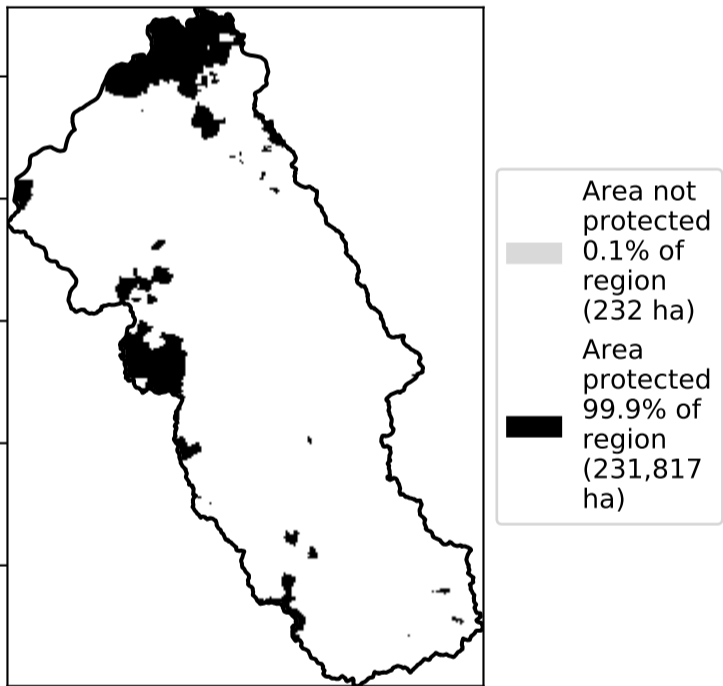 Area not
protected
0.1% of
region
(232 ha)
Area
protected
99.9% of
region
(231,817
ha)